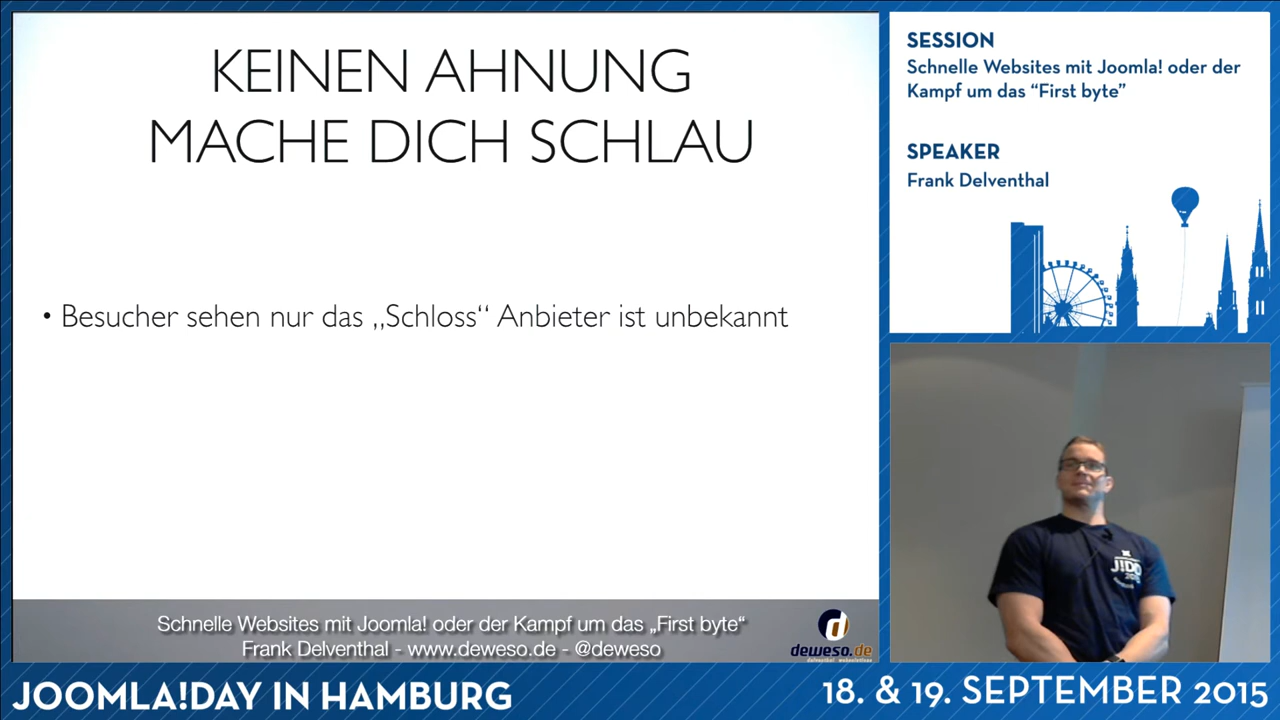 KEINEN AHNUNG
MACHE DICH SCHLAU
• Besucher sehen nur das „Schloss“ Anbieter ist unbekannt
Schnelle Websites mit Joomla! oder der Kampf um das „First byte“
Frank Delventhal - www.deweso.de - @deweso
deweso.de
delventhal websolutions
SESSION
Schnelle Websites mit Joomla! oder der
Kampf um das “First byte”
SPEAKER
Frank Delventhal
JOOMLA!DAY IN HAMBURG
18. & 19. SEPTEMBER 2015